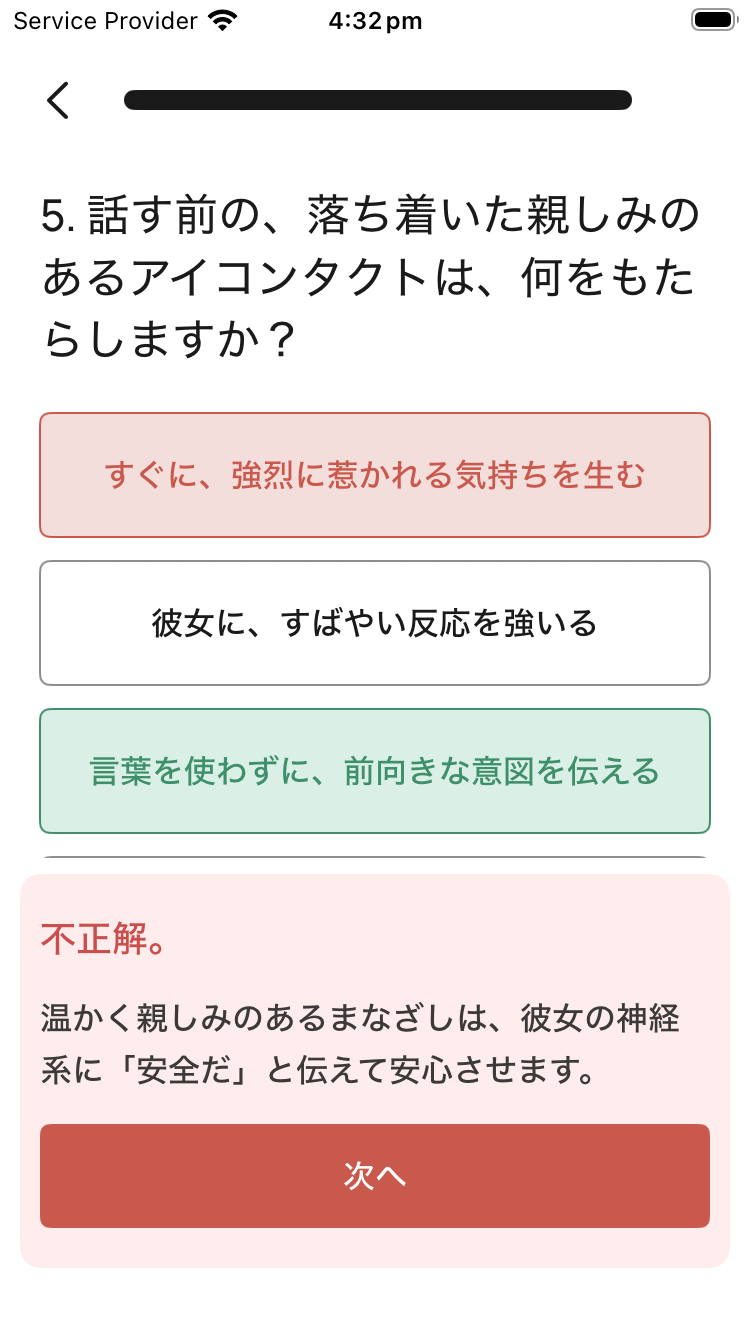 Service Provider 4:32 pm
5. 話す前の、落ち着いた親しみの
あるアイコンタクトは、何をもた
らしますか？
すぐに、強烈に惹かれる気持ちを生む
彼女に、すばやい反応を強いる
言葉を使わずに、前向きな意図を伝える
不正解。
温かく親しみのあるまなざしは、彼女の神経
系に「安全だ」と伝えて安心させます。
次へ